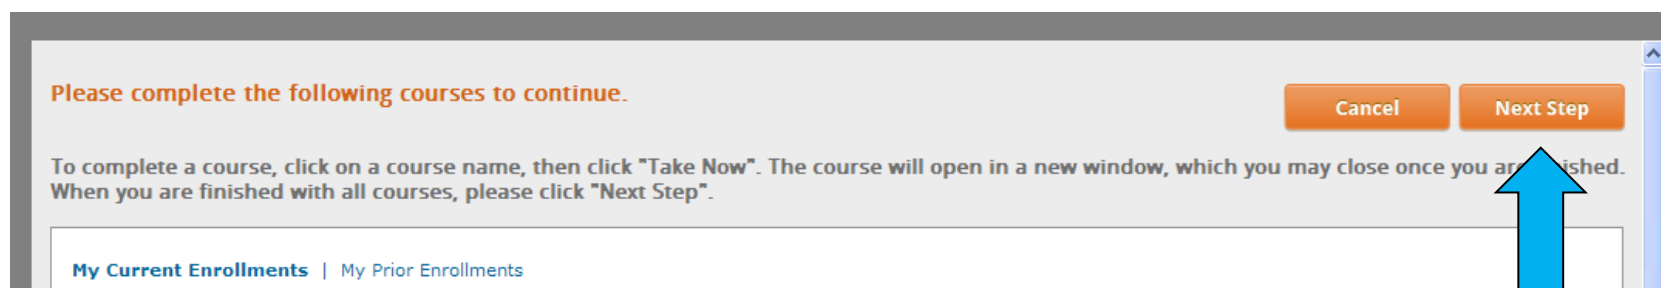 Please complete the following courses to continue.
Cancel
Next Step
To complete a course, click on a course name, then click "Take Now". The course will open in a new window, which you may close once you are
When you are finished with all courses, please click "Next Step".
My Current Enrollments | My Prior Enrollments